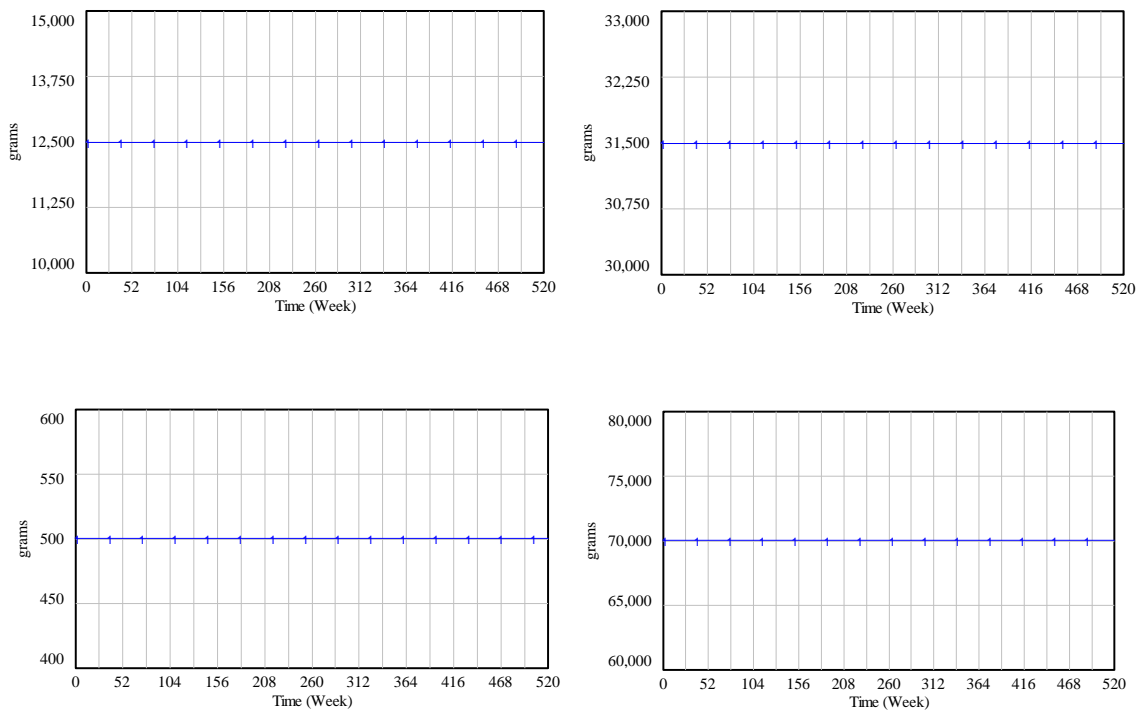 15,000
13,750
12,500
11,250
10,000
grams
0 52 104 156 208 260 312 364 416 468 520
Time (Week)
33,000
32,250
31,500
30,750
30,000
grams
0 52 104 156 208 260 312 364 416 468 520
Time (Week)
600
550
500
450
400
grams
0 52 104 156 208 260 312 364 416 468 520
Time (Week)
80,000
75,000
70,000
65,000
60,000
grams
0 52 104 156 208 260 312 364 416 468 520
Time (Week)